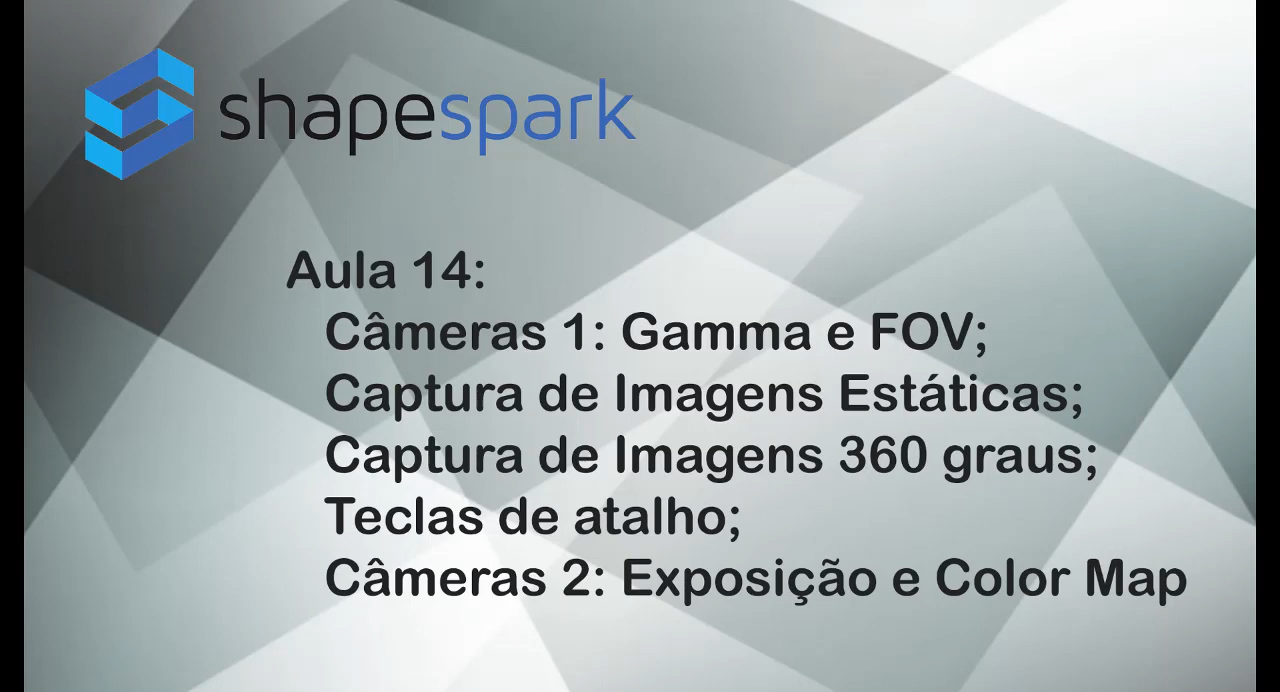 shapespark
Aula 14:
Câmeras 1: Gamma e FOV;
Captura de Imagens Estáticas;
Captura de Imagens 360 graus;
Teclas de atalho;
Câmeras 2: Exposição e Color Map